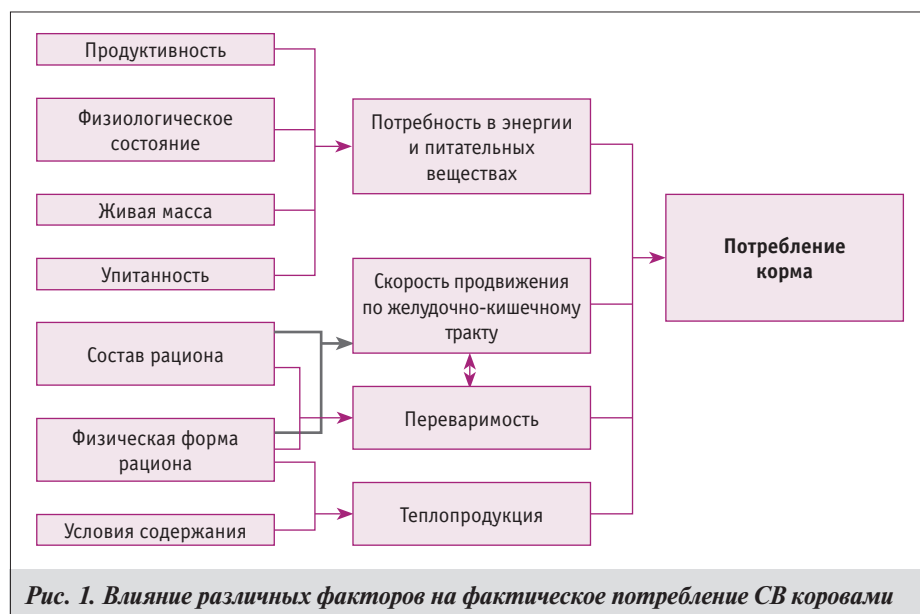 Продуктивность
Физиологическое
состояние
Живая масса
Упитанность
Состав рациона
Физическая форма
рациона
Условия содержания
Потребность в энергии
и питательных
веществах
Скорость продвижения
по желудочно-кишечному
тракту
Переваримость
Теплопродукция
Потребление
корма
Рис. 1. Влияние различных факторов на фактическое потребление СВ коровами